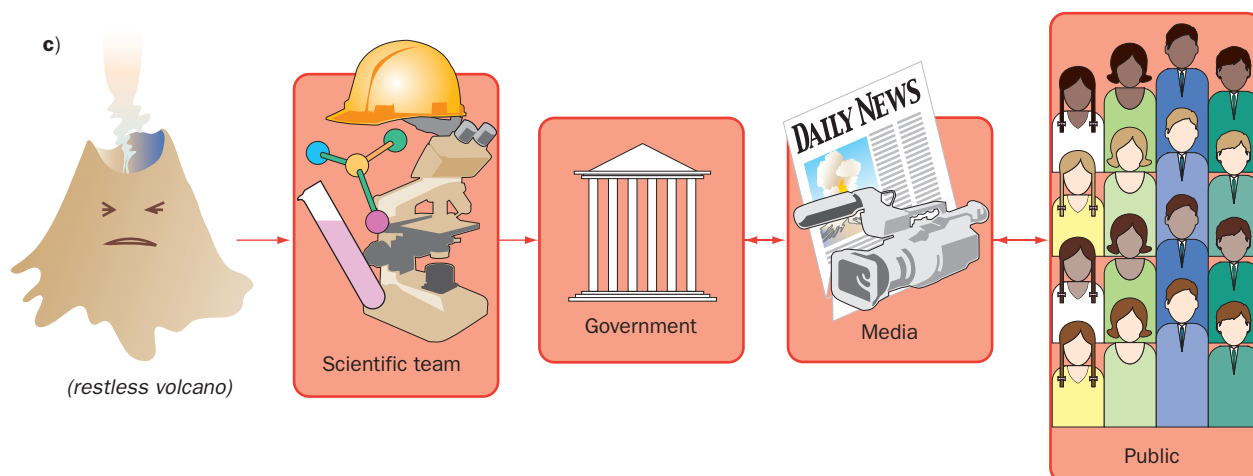 c)
DAILY NEWS
Government
Media
Scientific team
(restless volcano)
Public